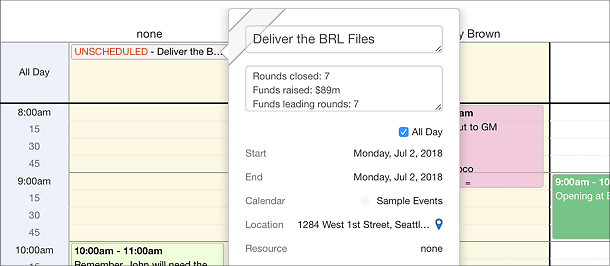 none
y Brown
All Day
UNSCHEDULED - Deliver the B...
8:00am
15
30
45
9:00am
15
30
45
10:00am
10:00am - 11:00am
Remember, John will need the
Deliver the BRL Files
Rounds closed: 7
Funds raised: $89m
Funds leading rounds: 7
All Day
Start Monday, Jul 2, 2018
End Monday, Jul 2, 2018
Calendar Sample Events
Location 1284 West 1st Street, Seattl...
Resource none
am
ut to GM
oco
=
9:00am - 10
Opening at E